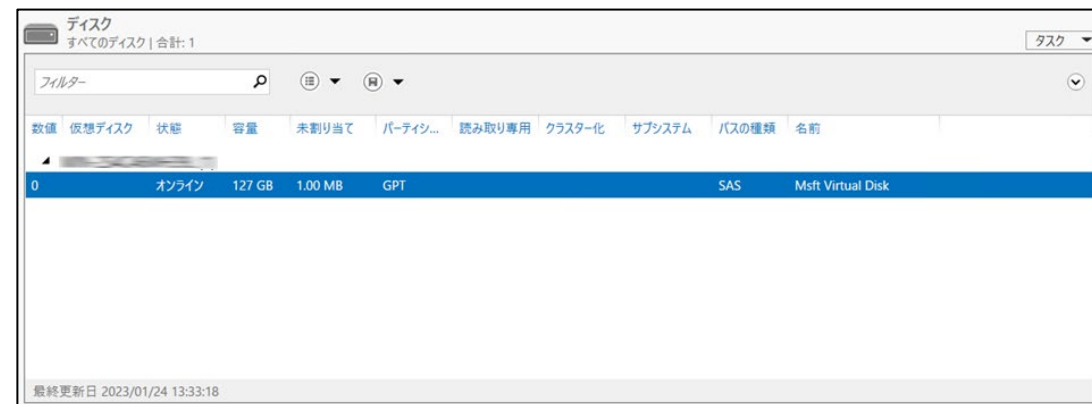 ディスク
すべてのディスク | 合計: 1
タスク
フィルター
数値 仮想ディスク 状態 容量 未割り当て パーティシ... 読み取り専用 クラスター化 サブシステム バスの種類 名前
0 オンライン 127 GB 1.00 MB GPT SAS Msft Virtual Disk
最終更新日 2023/01/24 13:33:18